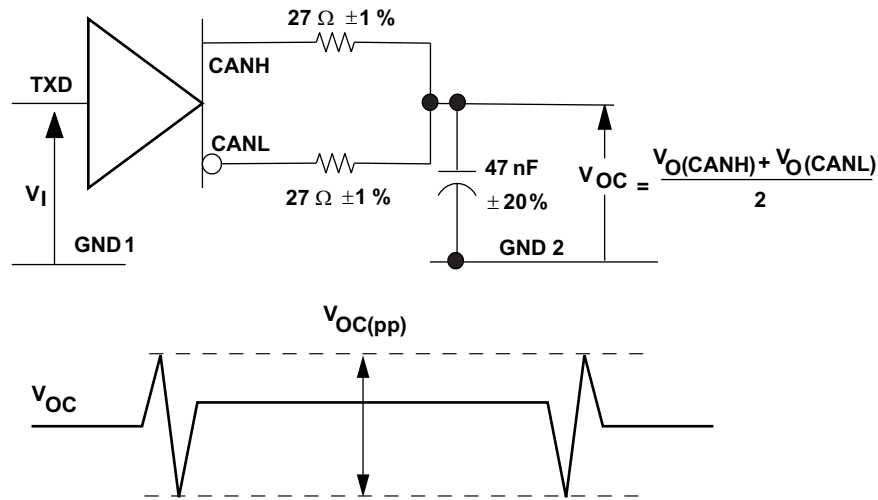 27 Ω ±1 %
CANH
TXD
CANL
27 Ω ±1 %
V_I
GND 1
47 nF
± 20%
GND 2
V_OC = (V_O(CANH) + V_O(CANL)) / 2
V_OC(pp)
V_OC